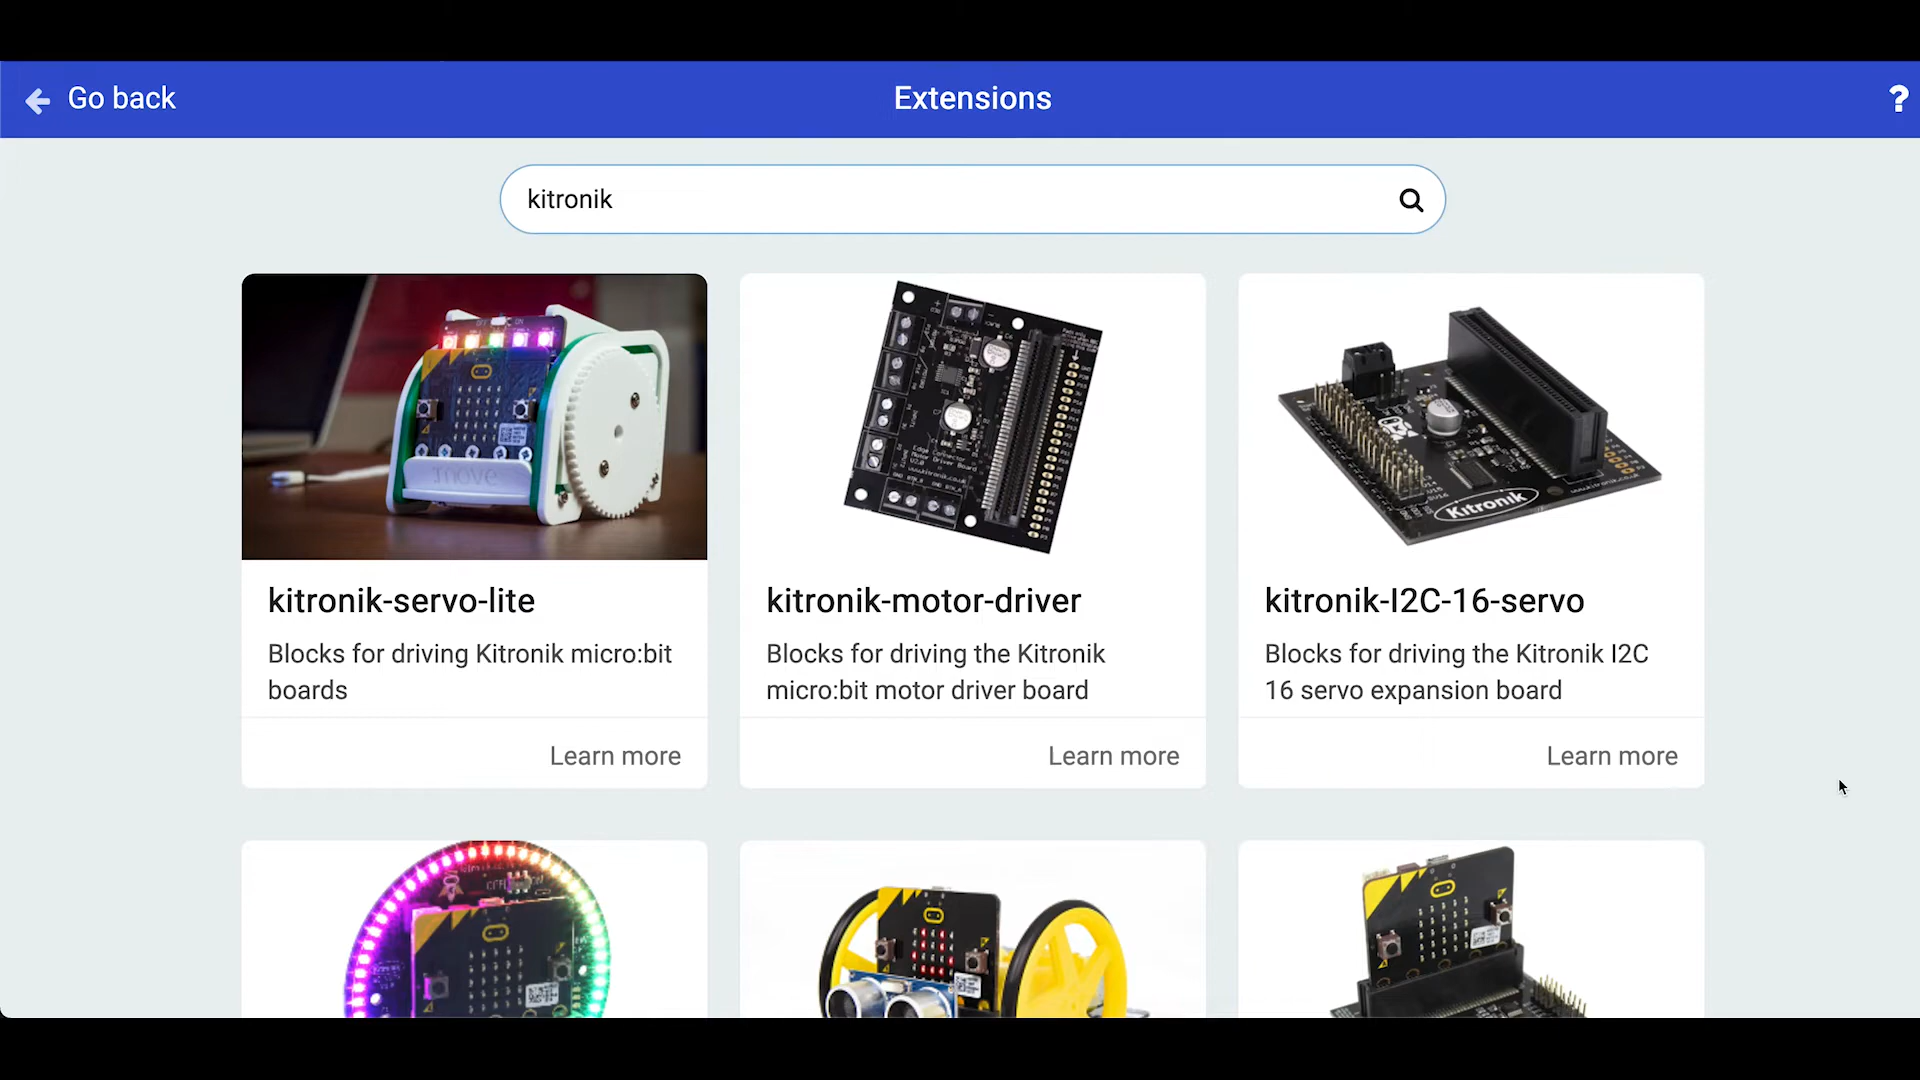 Go back
Extensions
?
kitronik
move
Kitronik
kitronik-servo-lite
kitronik-motor-driver
kitronik-I2C-16-servo
Blocks for driving Kitronik micro:bit
boards
Blocks for driving the Kitronik
micro:bit motor driver board
Blocks for driving the Kitronik I2C
16 servo expansion board
Learn more
Learn more
Learn more